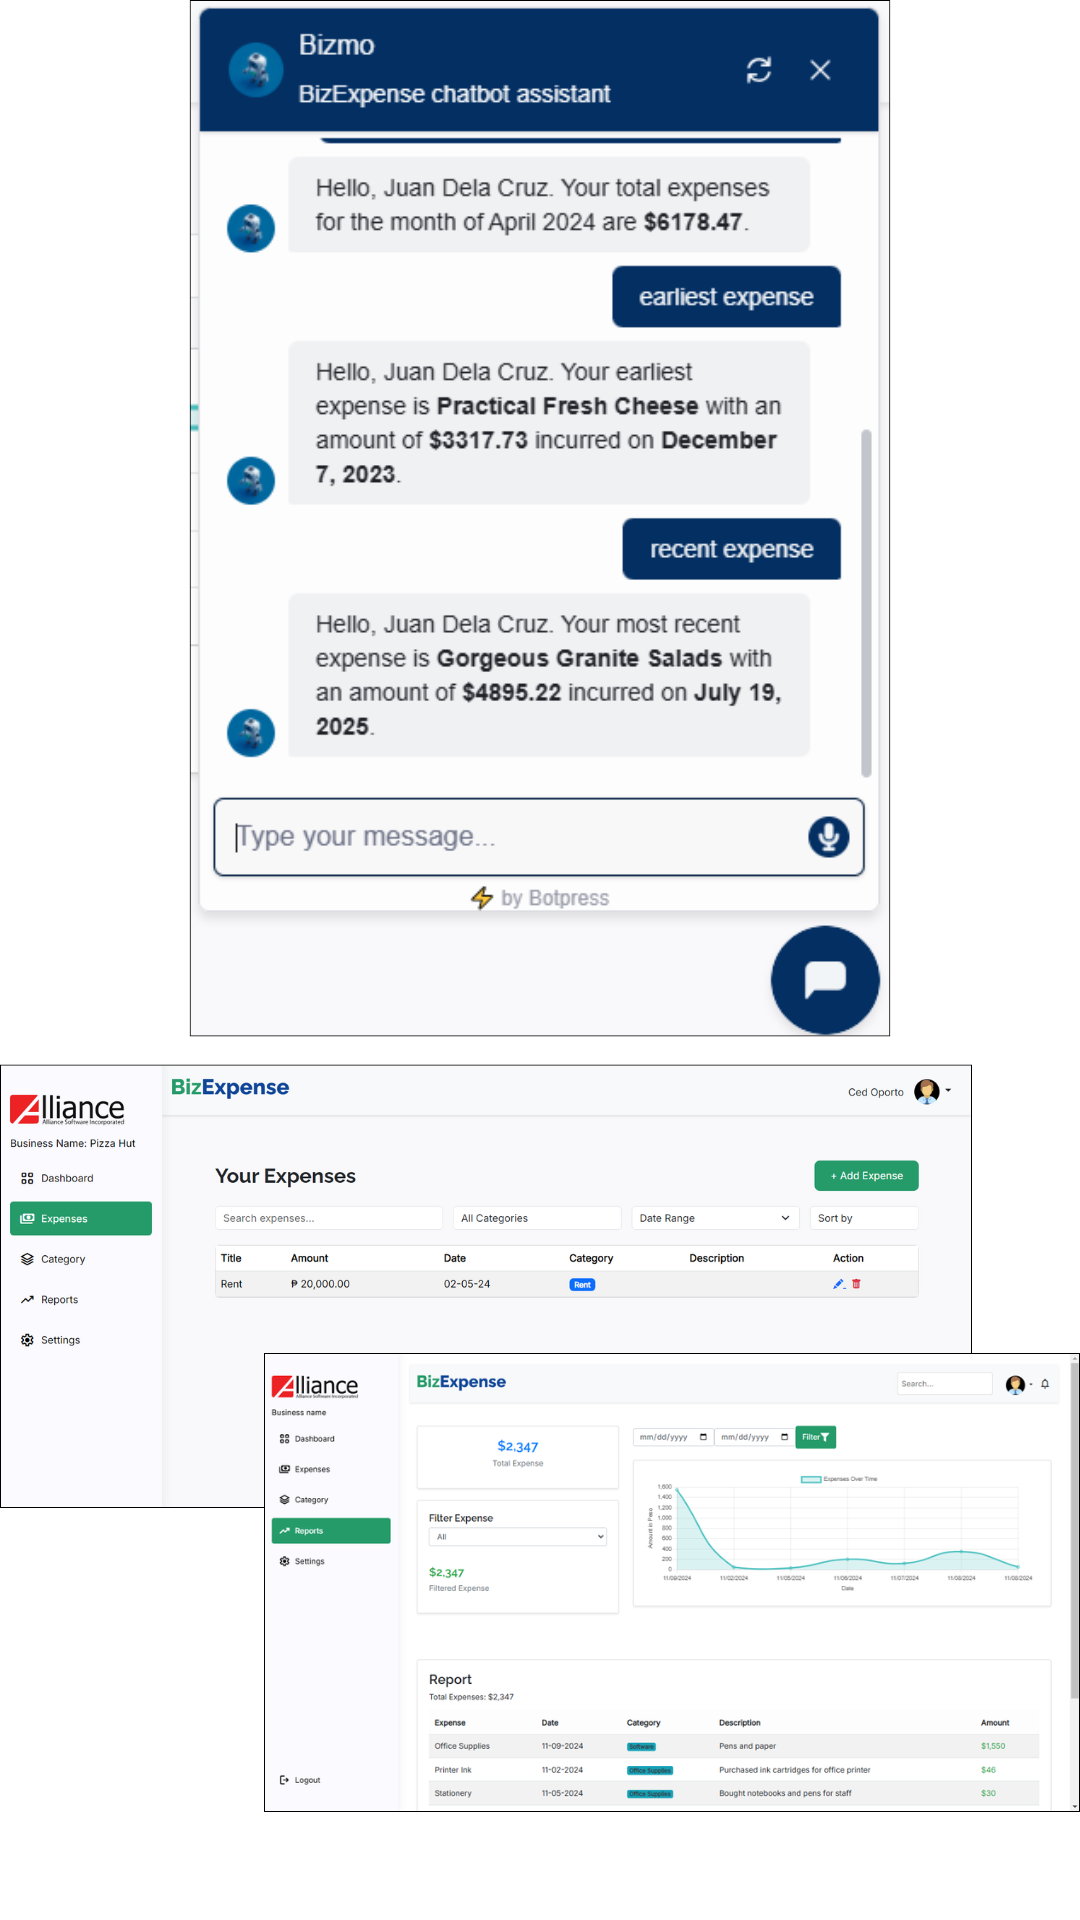 Bizmo
BizExpense chatbot assistant
Hello, Juan Dela Cruz. Your total expenses
for the month of April 2024 are $6178.47.
earliest expense
Hello, Juan Dela Cruz. Your earliest
expense is Practical Fresh Cheese with an
amount of $3317.73 incurred on December
7, 2023.
recent expense
Hello, Juan Dela Cruz. Your most recent
expense is Gorgeous Granite Salads with
an amount of $4895.22 incurred on July 19,
2025.
Type your message...
by Botpress
Alliance
Alliance Software Incorporated
Business Name: Pizza Hut
Dashboard
Expenses
Category
Reports
Settings
BizExpense
Ced Oporto
Your Expenses
+ Add Expense
Search expenses...
All Categories
Date Range
Sort by
Title Amount Date Category Description Action
Rent ₱ 20,000.00 02-05-24 Rent
Alliance
Alliance Software Incorporated
Business name
Dashboard
Expenses
Category
Reports
Settings
Logout
BizExpense
Search...
$2,347
Total Expense
Filter Expense
All
$2,347
Filtered Expense
mm/dd/yyyy
mm/dd/yyyy
Filter
Expenses Over Time
Amount in Peso
1,600
1,400
1,200
1,000
800
600
400
200
0
11/09/2024 11/02/2024 11/05/2024 11/06/2024 11/07/2024 11/08/2024 11/08/2024
Date
Report
Total Expenses: $2,347
Expense Date Category Description Amount
Office Supplies 11-09-2024 Software Pens and paper $1,550
Printer Ink 11-02-2024 Office Supplies Purchased ink cartridges for office printer $46
Stationery 11-05-2024 Office Supplies Bought notebooks and pens for staff $30